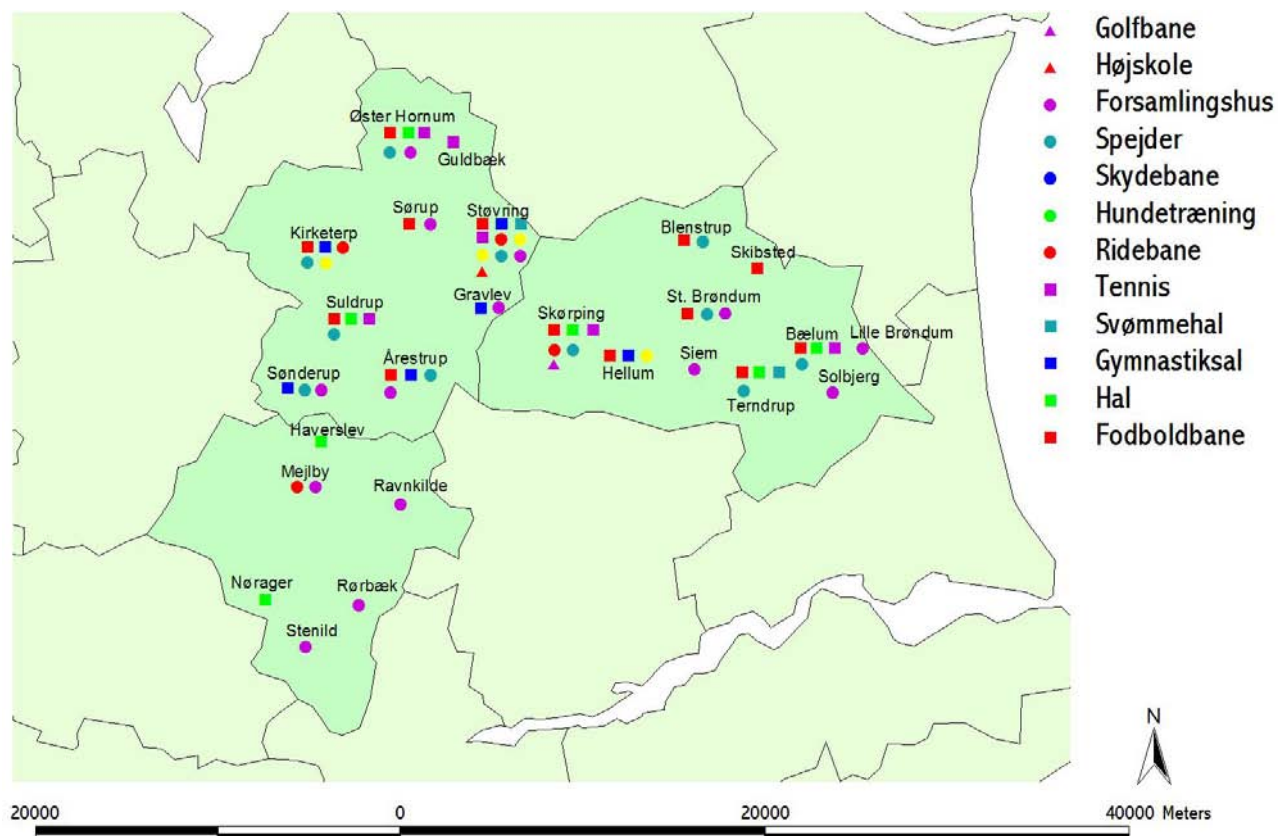 Golfbane
Højskole
Forsamlingshus
Spejder
Skydebane
Hundetræning
Ridebane
Tennis
Svømmehal
Gymnastiksal
Hal
Fodboldbane
Øster Hornum
Guldbæk
Sørup
Støvring
Kirketerp
Blenstrup
Skibsted
Suldrup
Gravlev
Skørping
St. Brøndum
Bælum
Lille Brøndum
Hellum
Siem
Solbjerg
Terndrup
Sønderup
Årestrup
Haverslev
Mejlby
Ravnkilde
Nørager
Rørbæk
Stenild
N
20000
0
20000
40000 Meters